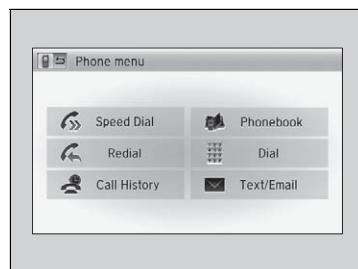 Phone menu
Speed Dial
Phonebook
Redial
Dial
Call History
Text/Email